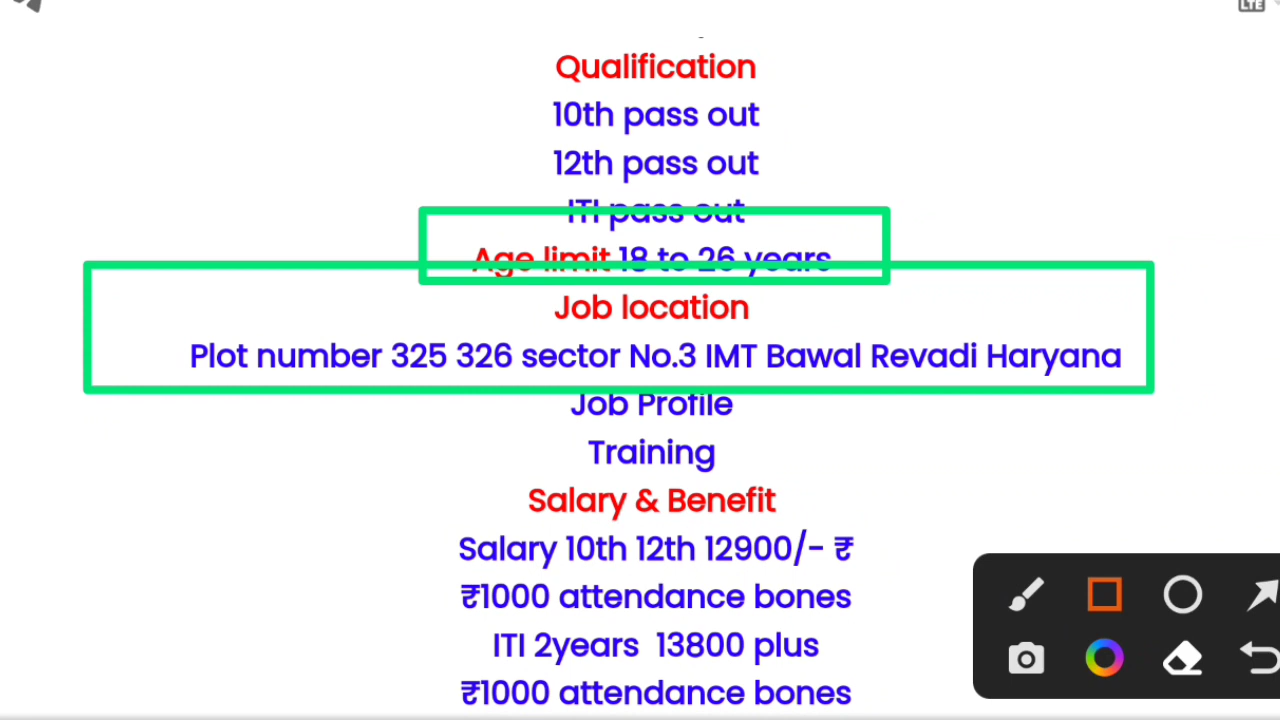 LTE
Qualification
10th pass out
12th pass out
ITI pass out
Age limit 18 to 26 years
Job location
Plot number 325 326 sector No.3 IMT Bawal Revadi Haryana
Job Profile
Training
Salary & Benefit
Salary 10th 12th 12900/- ₹
₹1000 attendance bones
ITI 2years 13800 plus
₹1000 attendance bones